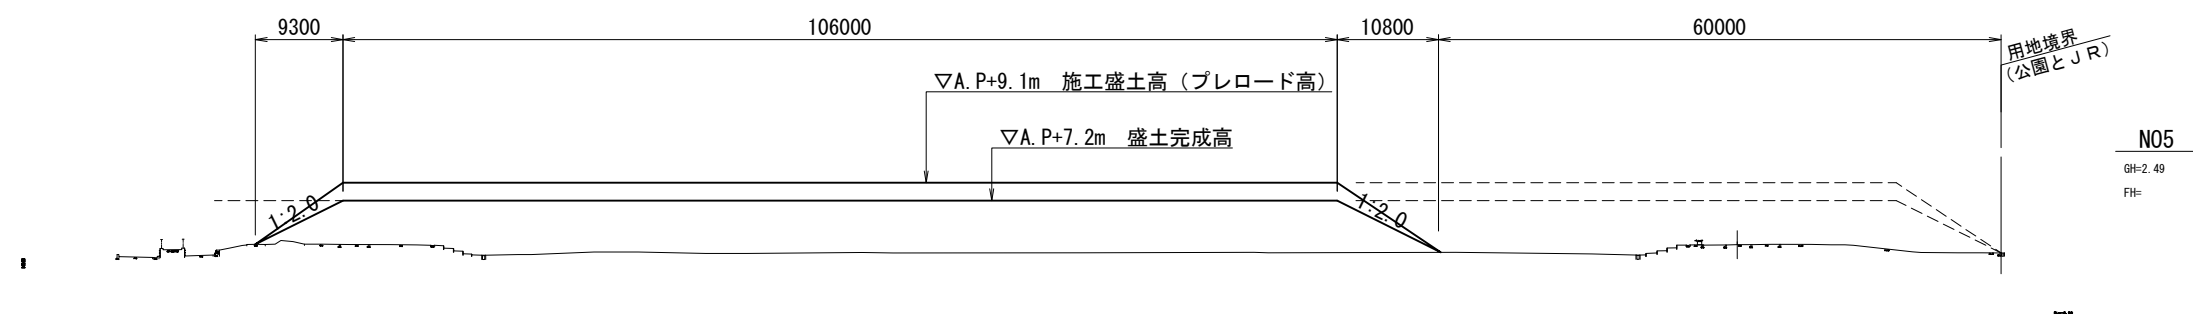 9300
106000
10800
60000
用地境界
(公園とJR)
▽A.P+9.1m 施工盛土高(プレロード高)
▽A.P+7.2m 盛土完成高
1:2.0
1:2.0
NO5
GH=2.49
FH=